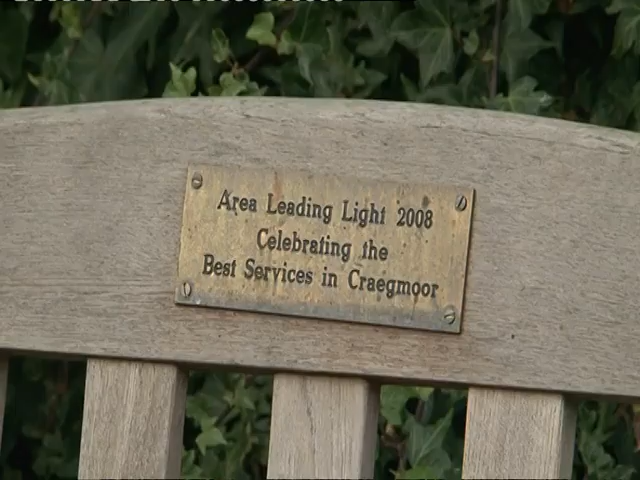 Area Leading Light 2008
Celebrating the
Best Services in Craegmoor